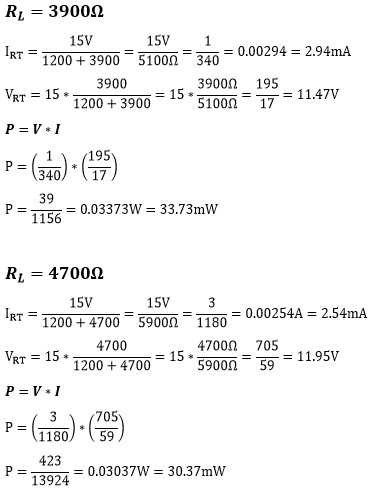 R_L = 3900Ω
I_RT = 15V/(1200 + 3900) = 15V/5100Ω = 1/340 = 0.00294 = 2.94mA
V_RT = 15 * 3900/(1200 + 3900) = 15 * 3900Ω/5100Ω = 195/17 = 11.47V
P = V * I
P = (1/340) * (195/17)
P = 39/1156 = 0.03373W = 33.73mW
R_L = 4700Ω
I_RT = 15V/(1200 + 4700) = 15V/5900Ω = 3/1180 = 0.00254A = 2.54mA
V_RT = 15 * 4700/(1200 + 4700) = 15 * 4700Ω/5900Ω = 705/59 = 11.95V
P = V * I
P = (3/1180) * (705/59)
P = 423/13924 = 0.03037W = 30.37mW